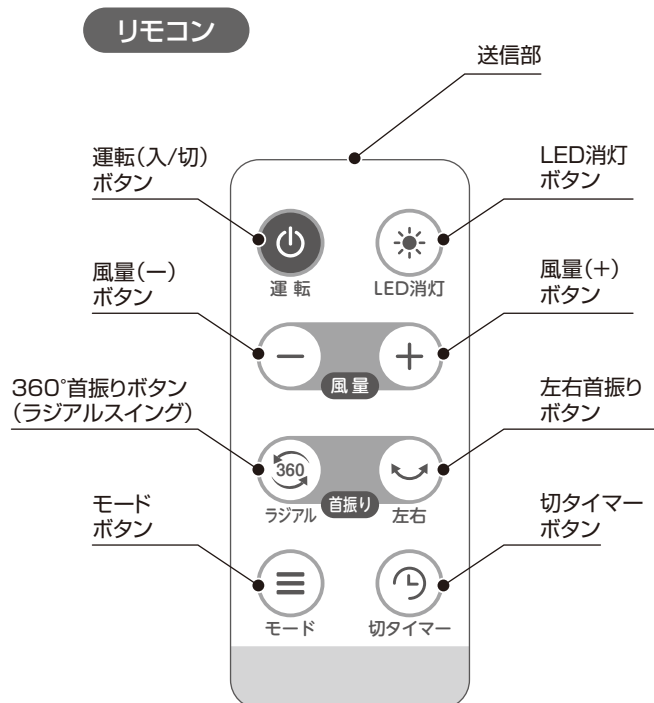 リモコン
送信部
運転(入/切)
ボタン
LED消灯
ボタン
運 転
LED消灯
風量(ー)
ボタン
風量(+)
ボタン
風量
360°首振りボタン
(ラジアルスイング)
左右首振り
ボタン
360
ラジアル
首振り
左右
モード
ボタン
切タイマー
ボタン
モード
切タイマー